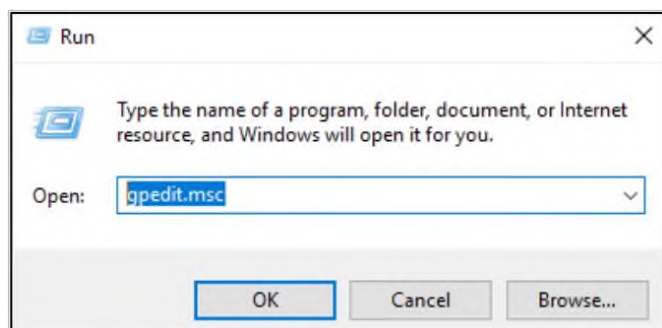 Run
Type the name of a program, folder, document, or Internet
resource, and Windows will open it for you.
Open: gpedit.msc
OK Cancel Browse...